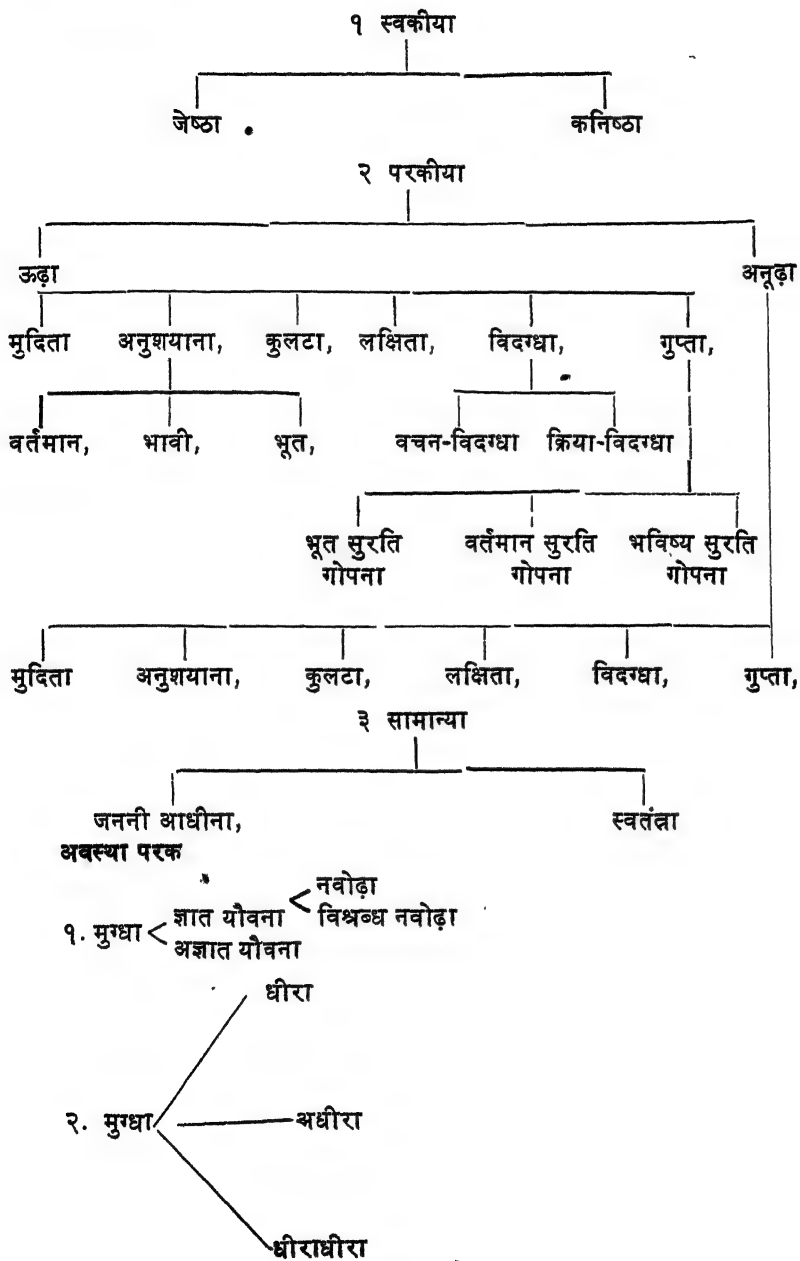 १ स्वकीया
जेष्ठा कनिष्ठा
२ परकीया
ऊढ़ा अनूढ़ा
मुदिता अनुशयाना, कुलटा, लक्षिता, विदग्धा, गुप्ता,
वर्तमान, भावी, भूत, वचन-विदग्धा क्रिया-विदग्धा
भूत सुरति वर्तमान सुरति भविष्य सुरति
गोपना गोपना गोपना
मुदिता अनुशयाना, कुलटा, लक्षिता, विदग्धा, गुप्ता,
३ सामान्या
जननी आधीना, स्वतंत्रा
अवस्था परक
नवोढ़ा
ज्ञात यौवना < विश्रब्ध नवोढ़ा
१. मुग्धा <
अज्ञात यौवना
धीरा
२. मुग्धा अधीरा
धीराधीरा